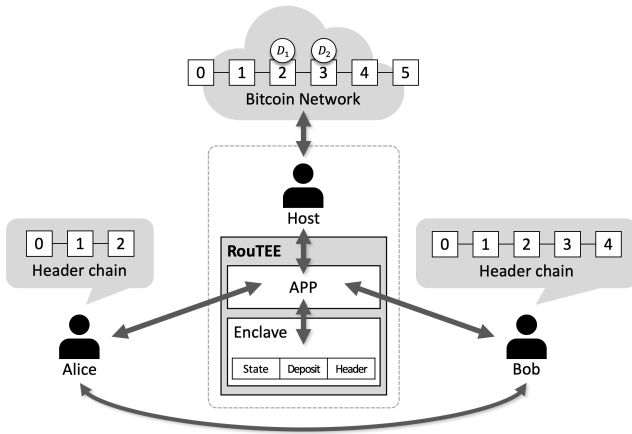 D1 D2
0 1 2 3 4 5
Bitcoin Network
Host
0 1 2
Header chain
0 1 2 3 4
Header chain
RouTEE
APP
Enclave
State Deposit Header
Alice
Bob